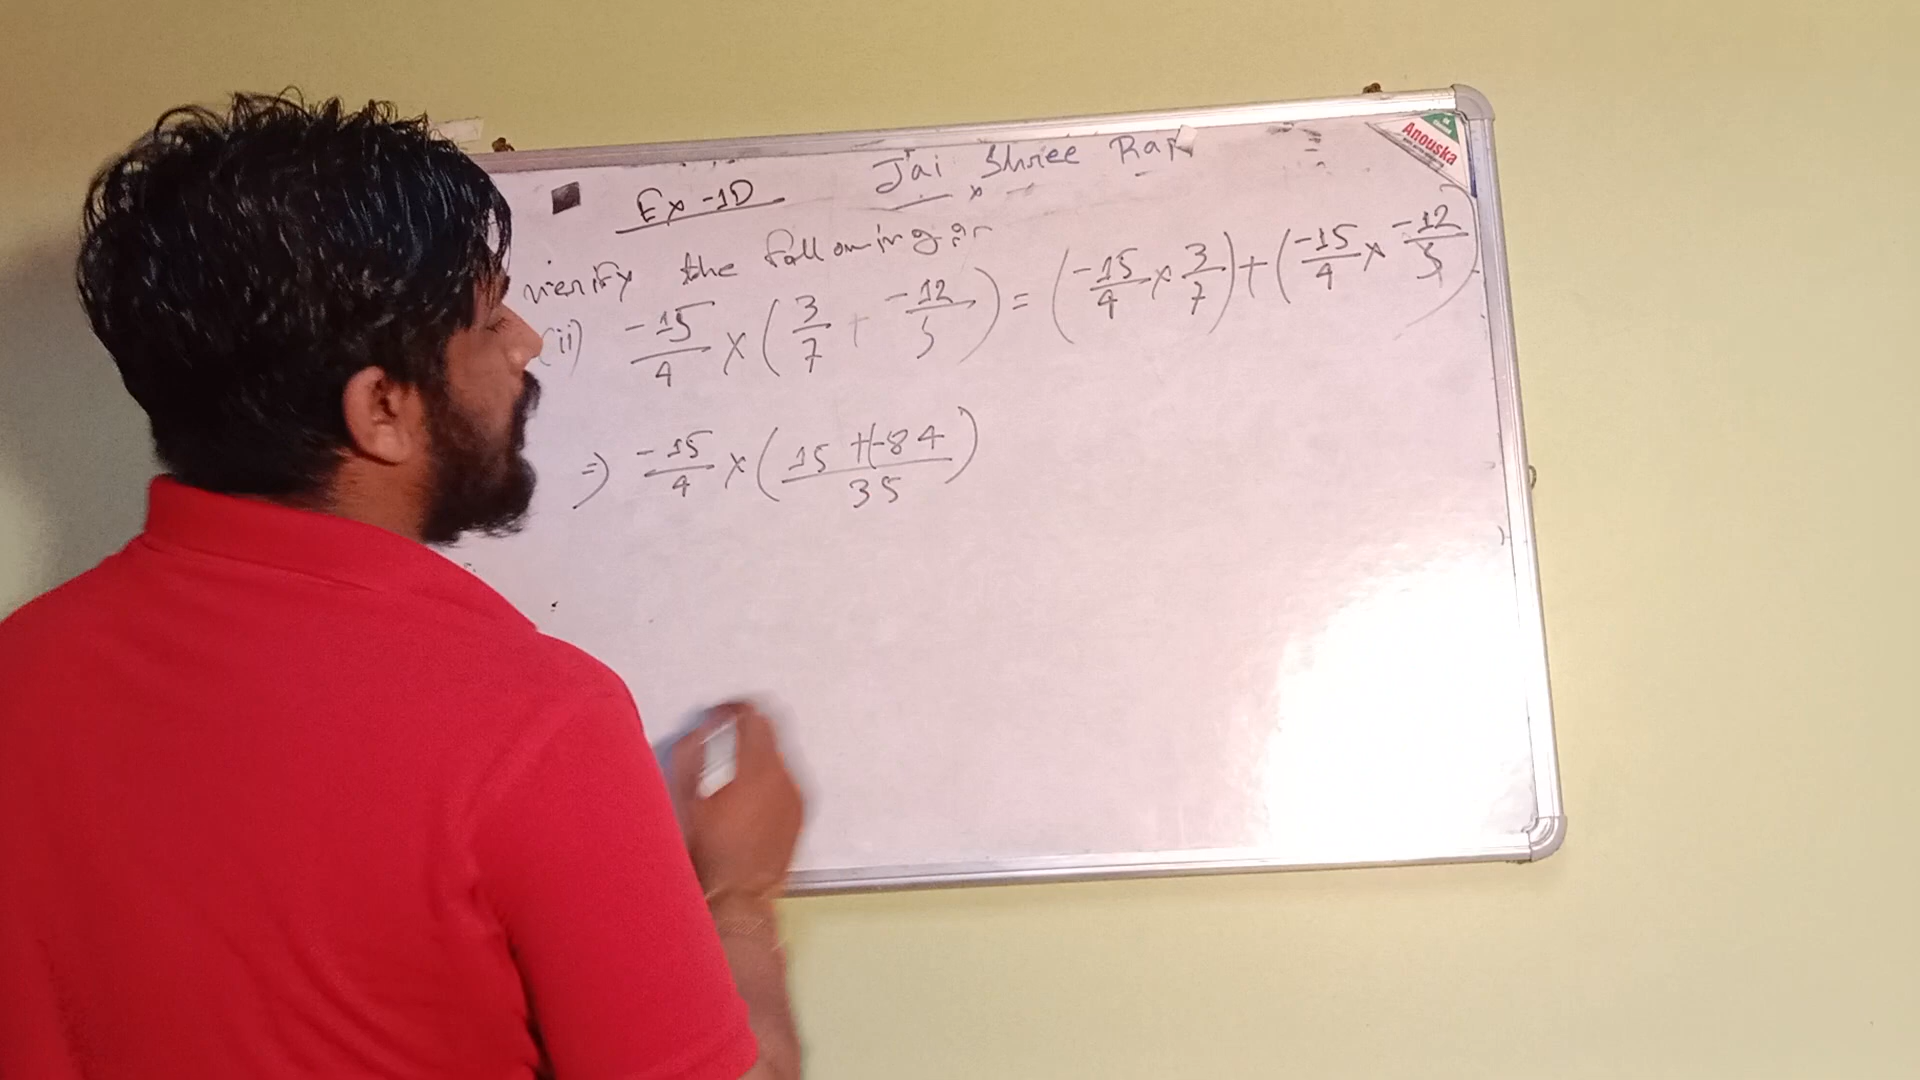 Jai Shree Ram
Anouska
Ex-1D
verify the following :-
(ii) -15/4 × (3/7 + -12/5) = (-15/4 × 3/7) + (-15/4 × -12/5)
⇒ -15/4 × (15+(-84/35)